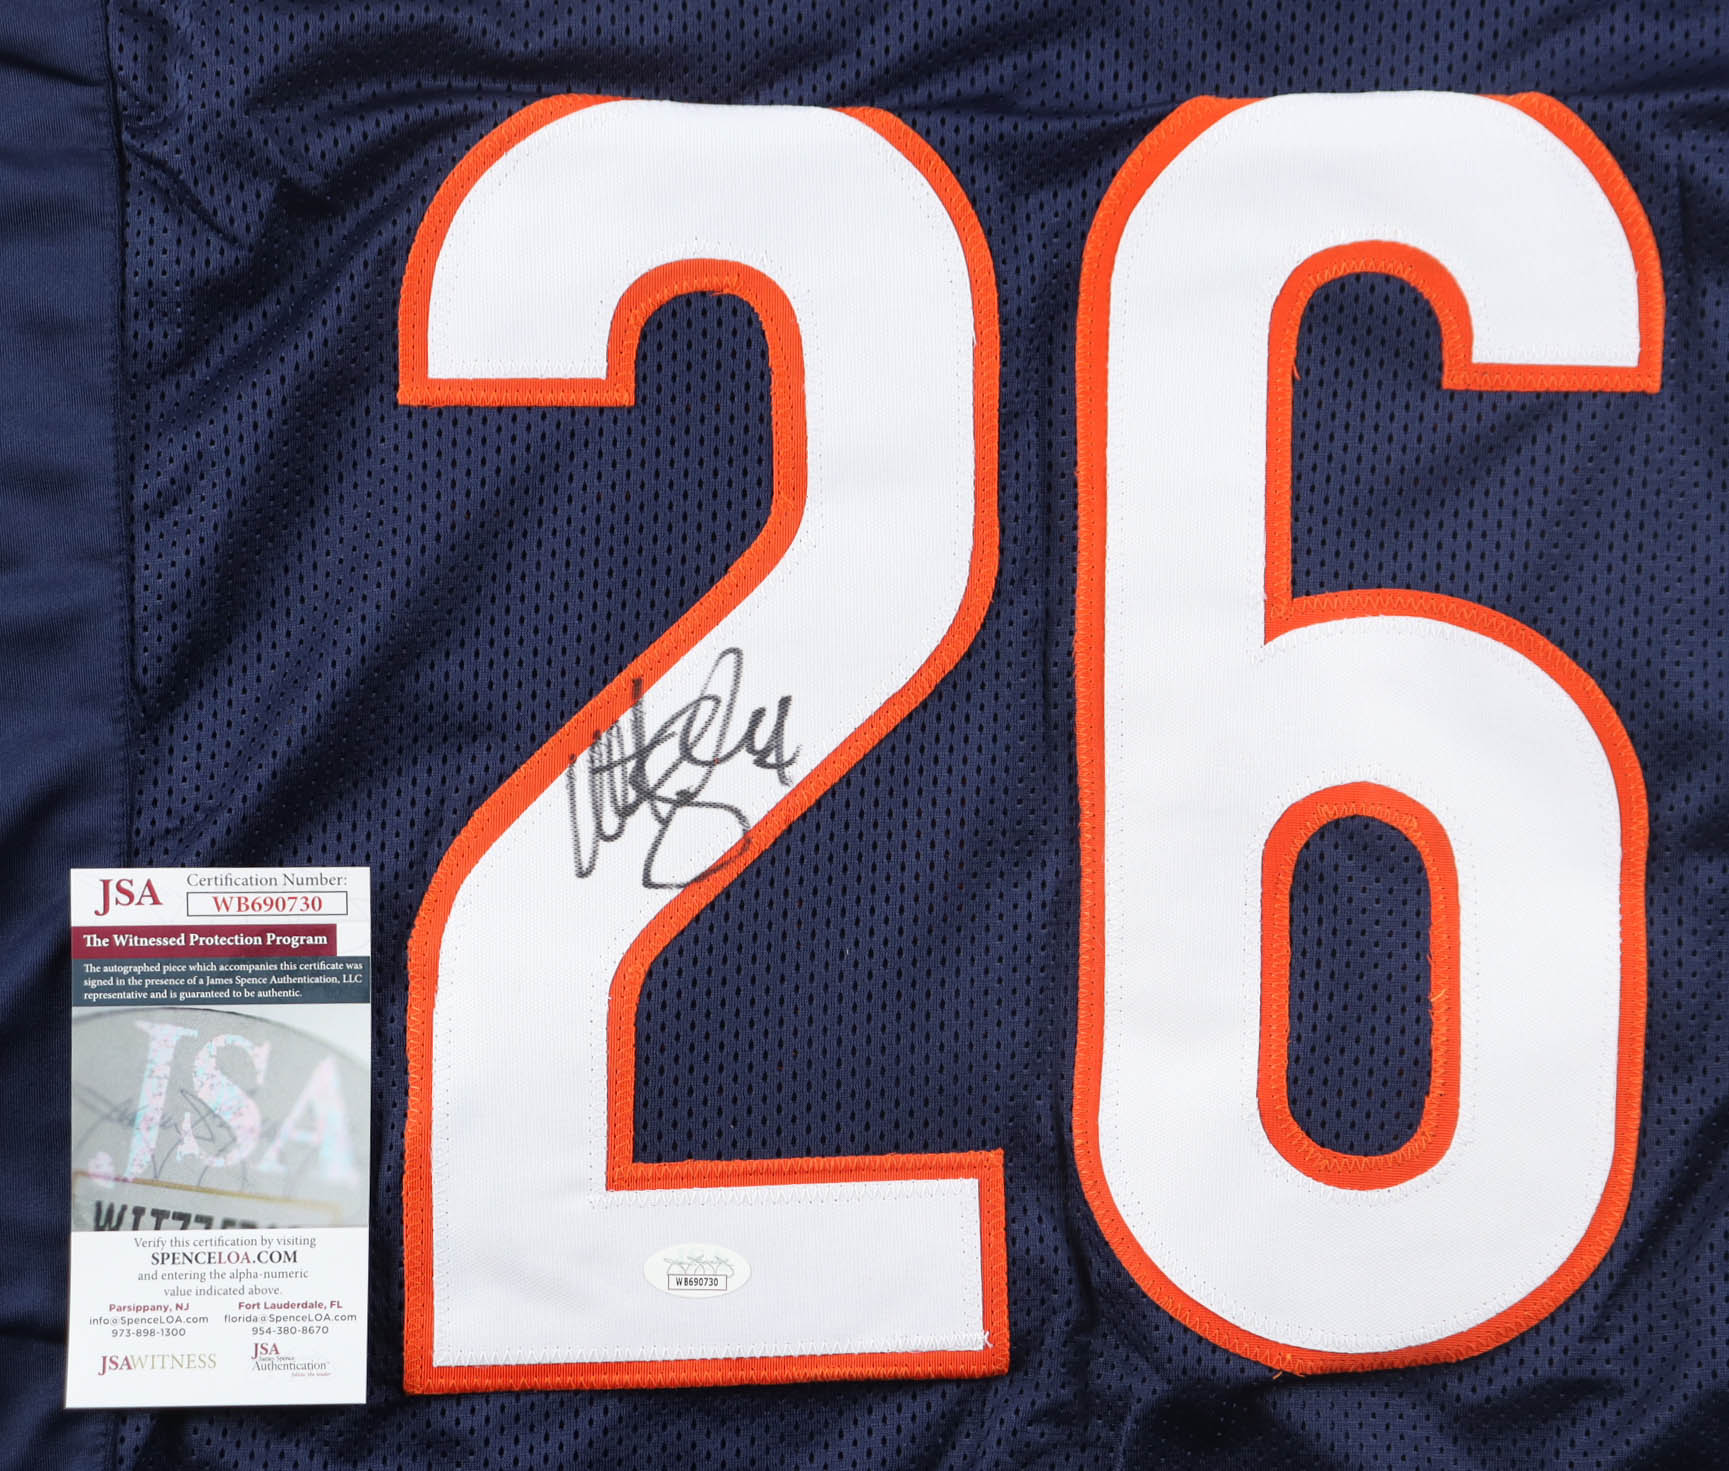 26
JSA
Certification Number:
WB690730
The Witnessed Protection Program
The autographed piece which accompanies this certificate was
signed in the presence of a James Spence Authentication, LLC
representative and is guaranteed to be authentic.
JSA
Verify this certification by visiting
SPENCELOA.COM
and entering the alpha-numeric
value indicated above.
Parsippany, NJ
info@SpenceLOA.com
973-898-1300
Fort Lauderdale, FL
florida@SpenceLOA.com
954-380-8670
JSAWITNESS
JSA
James Spence
Authentication
WB690730